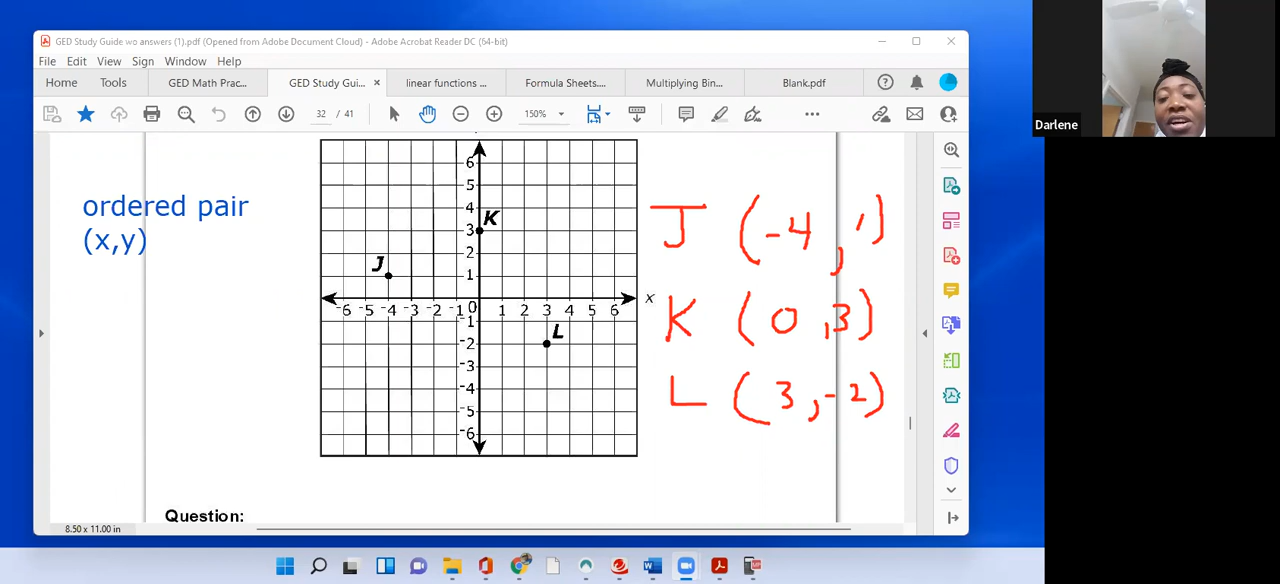 GED Study Guide wo answers (1).pdf (Opened from Adobe Document Cloud) - Adobe Acrobat Reader DC (64-bit)
File Edit View Sign Window Help
Home Tools GED Math Prac... GED Study Gui... × linear functions ... Formula Sheets.... Multiplying Bin... Blank.pdf
32 / 41 150%
ordered pair
(x,y)
6
5
4
3
2
1
K
J
-6 -5 -4 -3 -2 -1 0 1 2 3 4 5 6 x
-1
-2
-3
-4
-5
-6
L
J (-4, 1)
K (0, 3)
L (3, -2)
Question:
8.50 x 11.00 in
Darlene